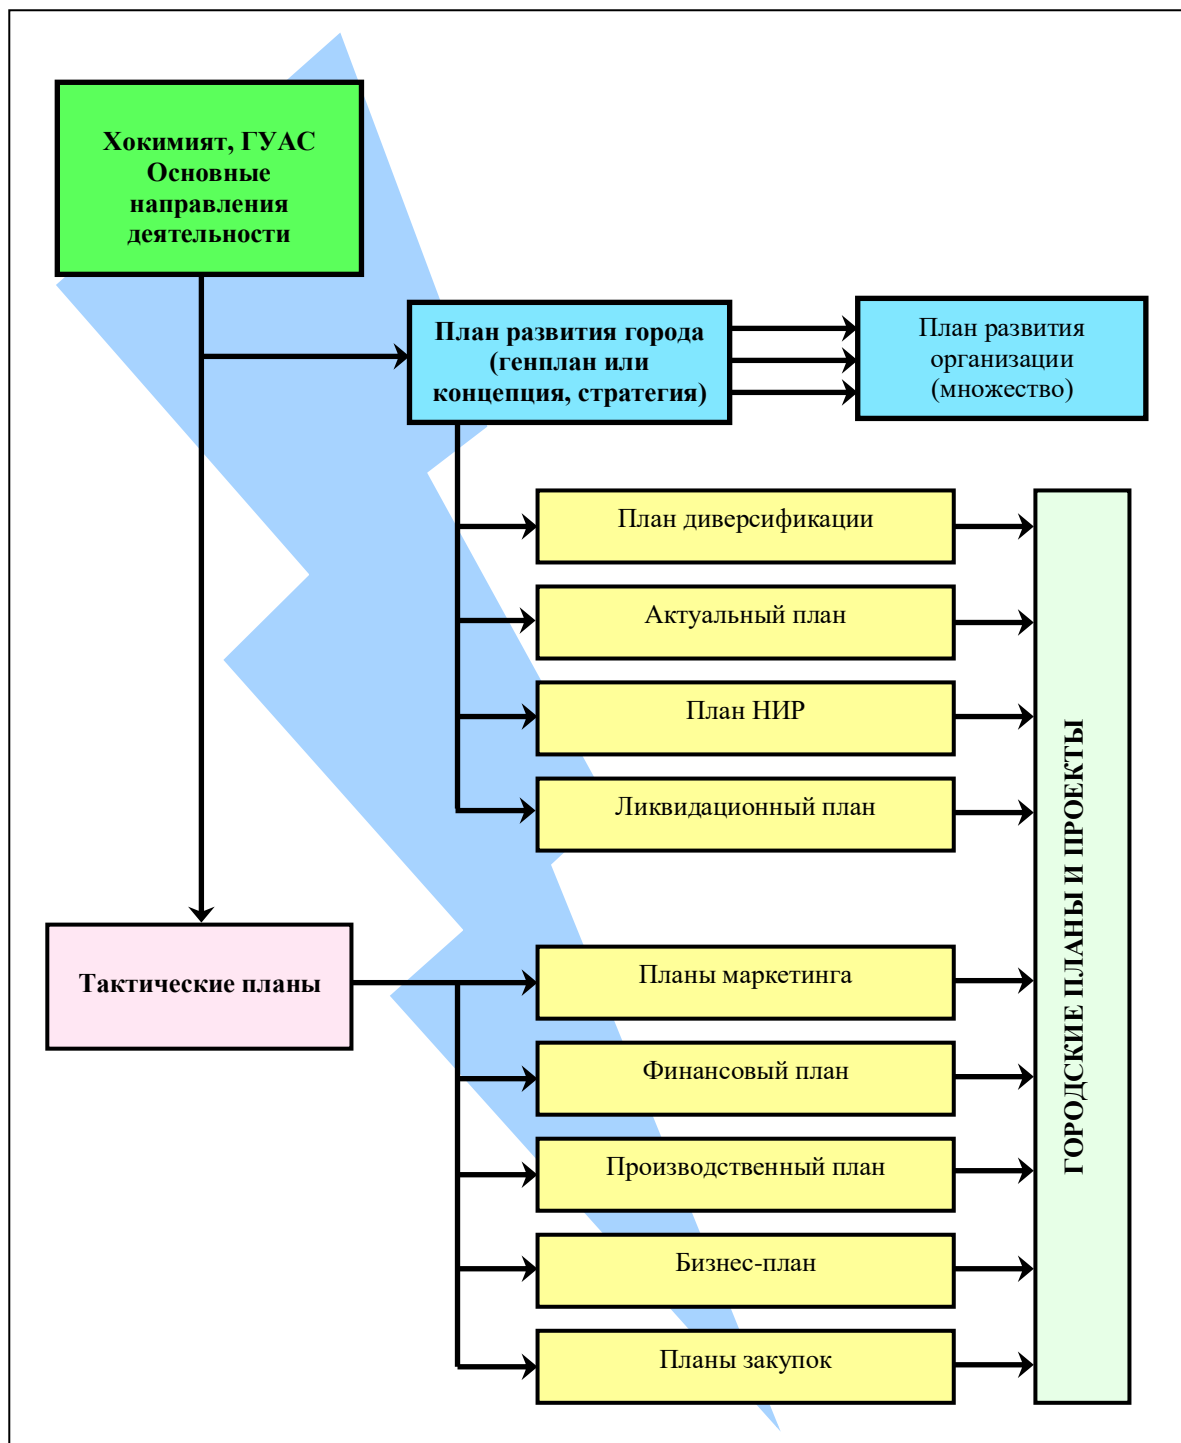 Хокимият, ГУАС
Основные
направления
деятельности
План развития города
(генплан или
концепция, стратегия)
План развития
организации
(множество)
План диверсификации
Актуальный план
План НИР
Ликвидационный план
Тактические планы
Планы маркетинга
Финансовый план
Производственный план
Бизнес-план
Планы закупок
ГОРОДСКИЕ ПЛАНЫ И ПРОЕКТЫ